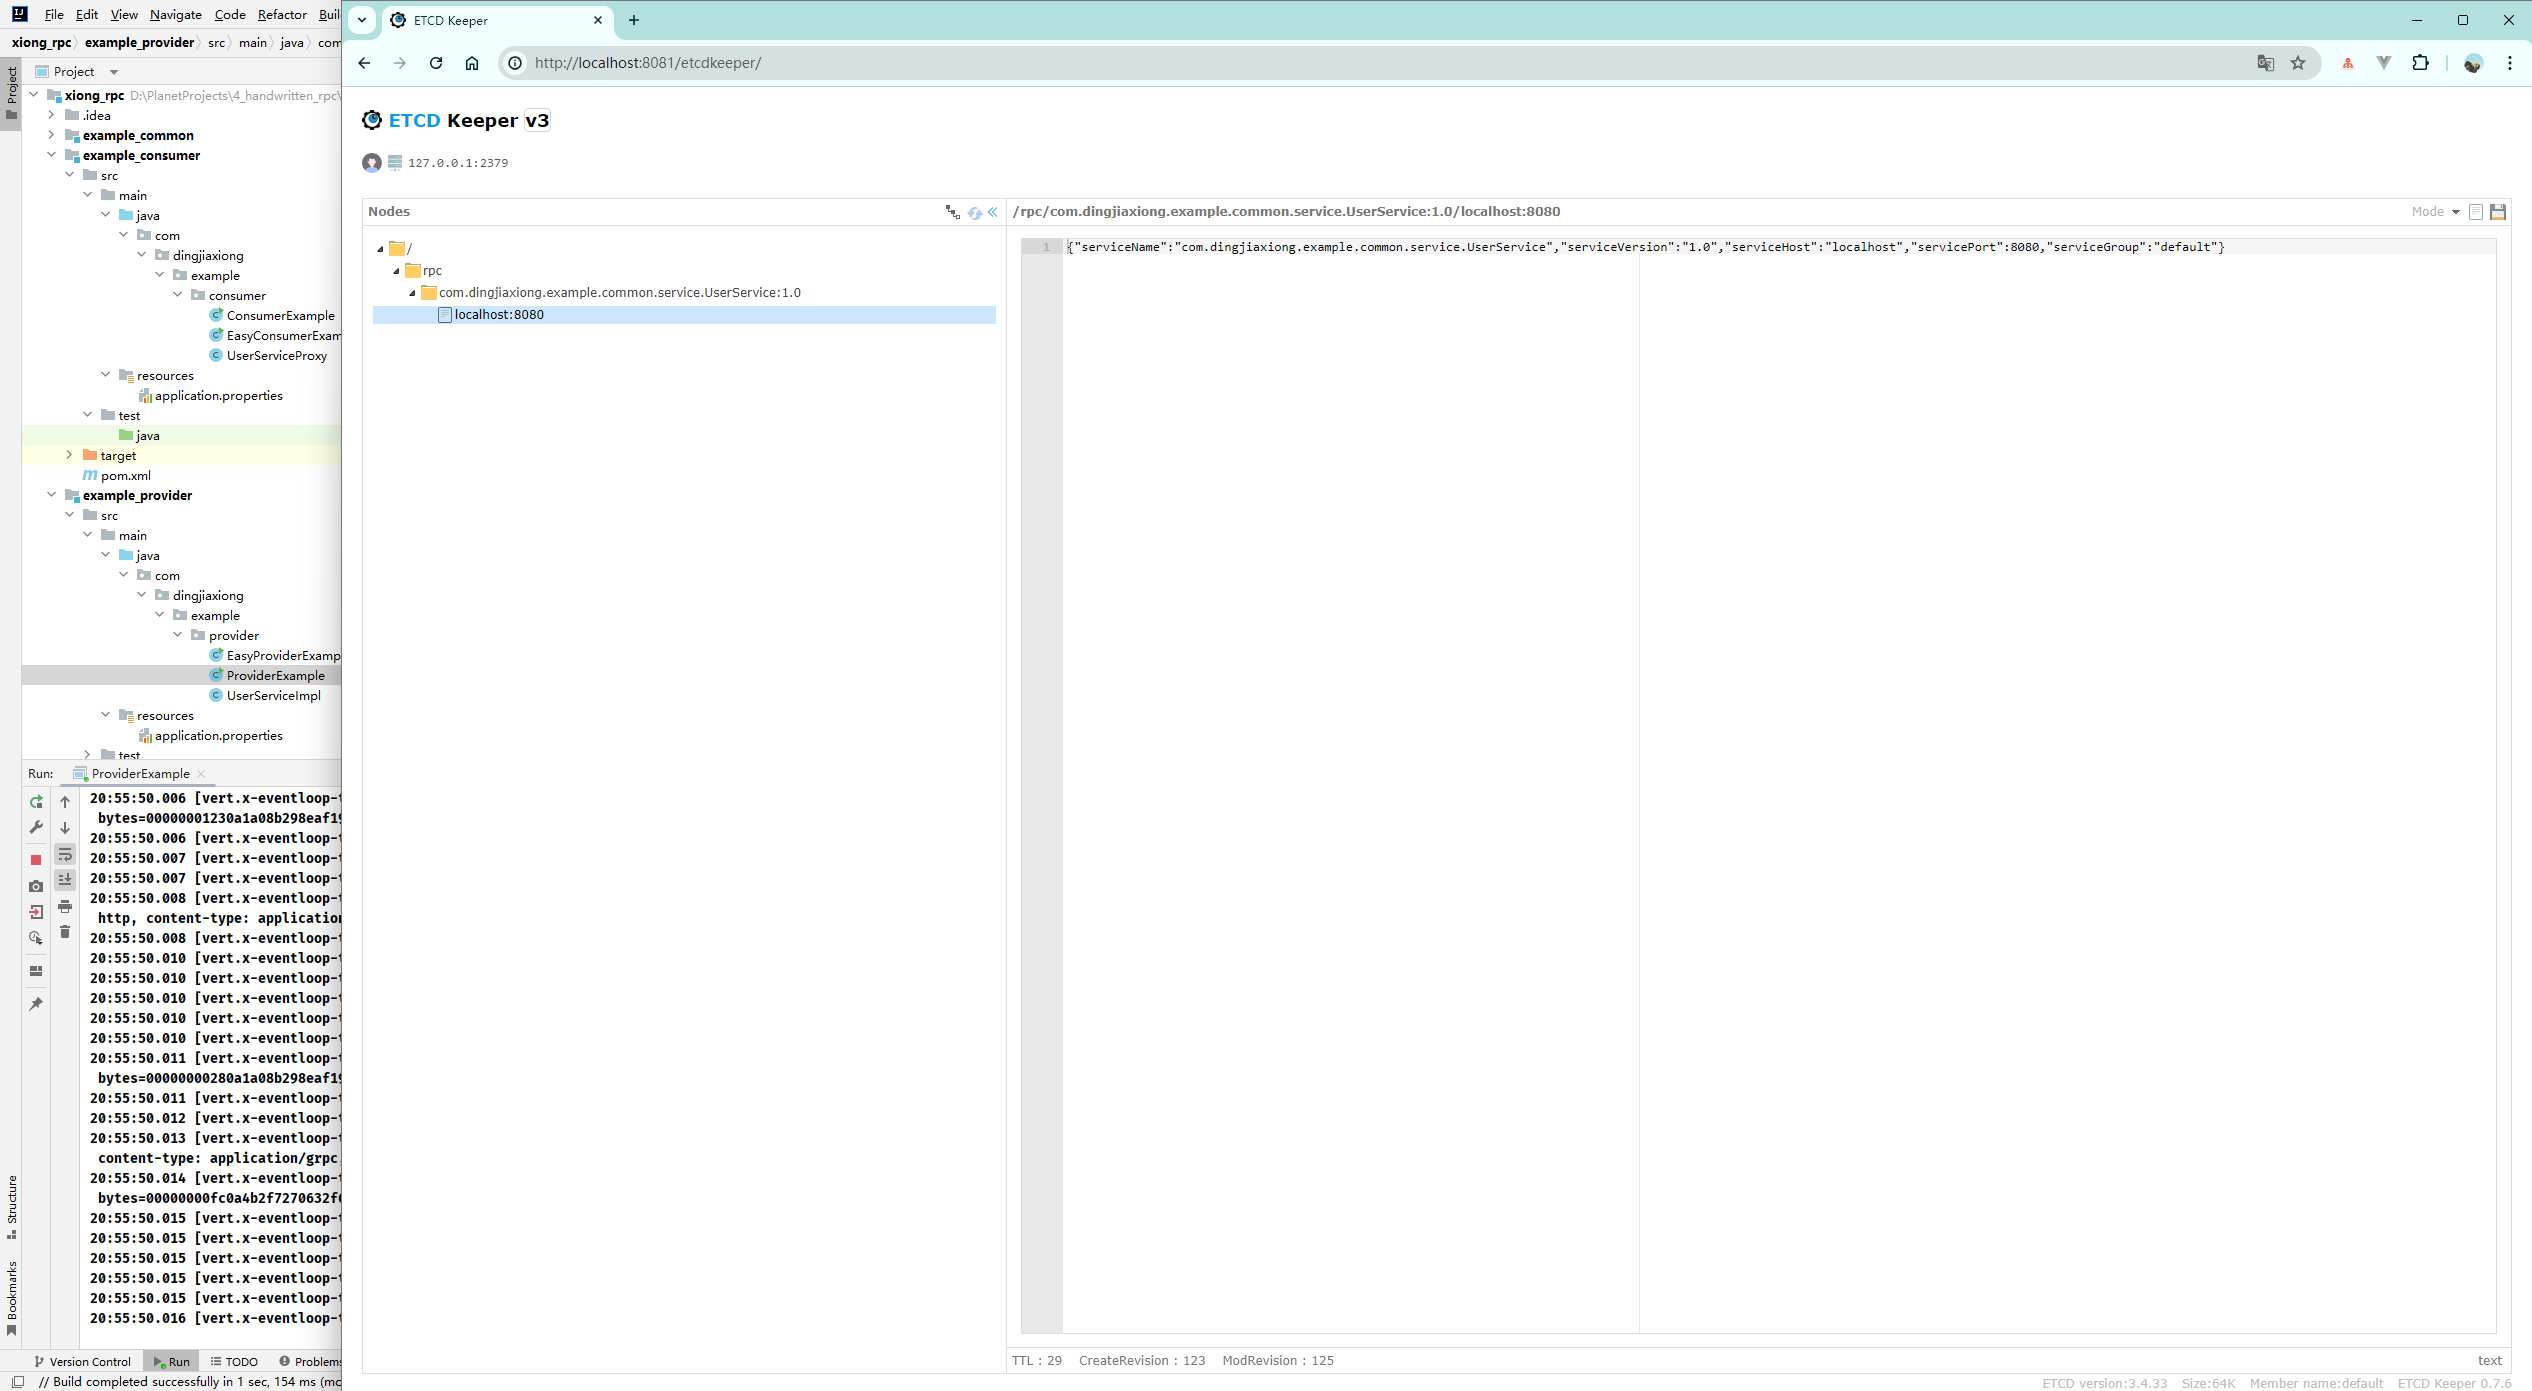 File Edit View Navigate Code Refactor
xiong_rpc example_provider src main java
Project
Project
xiong_rpc D:\PlanetProjects\4_handwritten_rpc\
.idea
example_common
example_consumer
src
main
java
com
dingjiaxiong
example
consumer
ConsumerExample
EasyConsumerExam
UserServiceProxy
resources
application.properties
test
java
target
pom.xml
example_provider
src
main
java
com
dingjiaxiong
example
provider
EasyProviderExamp
ProviderExample
UserServiceImpl
resources
application.properties
test
Run: ProviderExample
20:55:50.006 [vert.x-eventloop-t
bytes=00000001230a1a08b298eaf19
20:55:50.006 [vert.x-eventloop-t
20:55:50.007 [vert.x-eventloop-t
20:55:50.007 [vert.x-eventloop-t
20:55:50.008 [vert.x-eventloop-t
http, content-type: application
20:55:50.008 [vert.x-eventloop-t
20:55:50.010 [vert.x-eventloop-t
20:55:50.010 [vert.x-eventloop-t
20:55:50.010 [vert.x-eventloop-t
20:55:50.010 [vert.x-eventloop-t
20:55:50.010 [vert.x-eventloop-t
20:55:50.011 [vert.x-eventloop-t
bytes=00000000280a1a08b298eaf19
20:55:50.011 [vert.x-eventloop-t
20:55:50.012 [vert.x-eventloop-t
20:55:50.013 [vert.x-eventloop-t
content-type: application/grpc
20:55:50.014 [vert.x-eventloop-t
bytes=00000000fc0a4b2f7270632f6
20:55:50.015 [vert.x-eventloop-t
20:55:50.015 [vert.x-eventloop-t
20:55:50.015 [vert.x-eventloop-t
20:55:50.015 [vert.x-eventloop-t
20:55:50.015 [vert.x-eventloop-t
20:55:50.016 [vert.x-eventloop-t
Structure
Bookmarks
Version Control Run TODO Problems
// Build completed successfully in 1 sec, 154 ms
ETCD Keeper
http://localhost:8081/etcdkeeper/
ETCD Keeper v3
127.0.0.1:2379
Nodes
/
rpc
com.dingjiaxiong.example.common.service.UserService:1.0
localhost:8080
/rpc/com.dingjiaxiong.example.common.service.UserService:1.0/localhost:8080 Mode
1 {"serviceName":"com.dingjiaxiong.example.common.service.UserService","serviceVersion":"1.0","serviceHost":"localhost","servicePort":8080,"serviceGroup":"default"}
TTL : 29 CreateRevision : 123 ModRevision : 125 text
ETCD version:3.4.33 Size:64K Member name:default ETCD Keeper 0.7.6